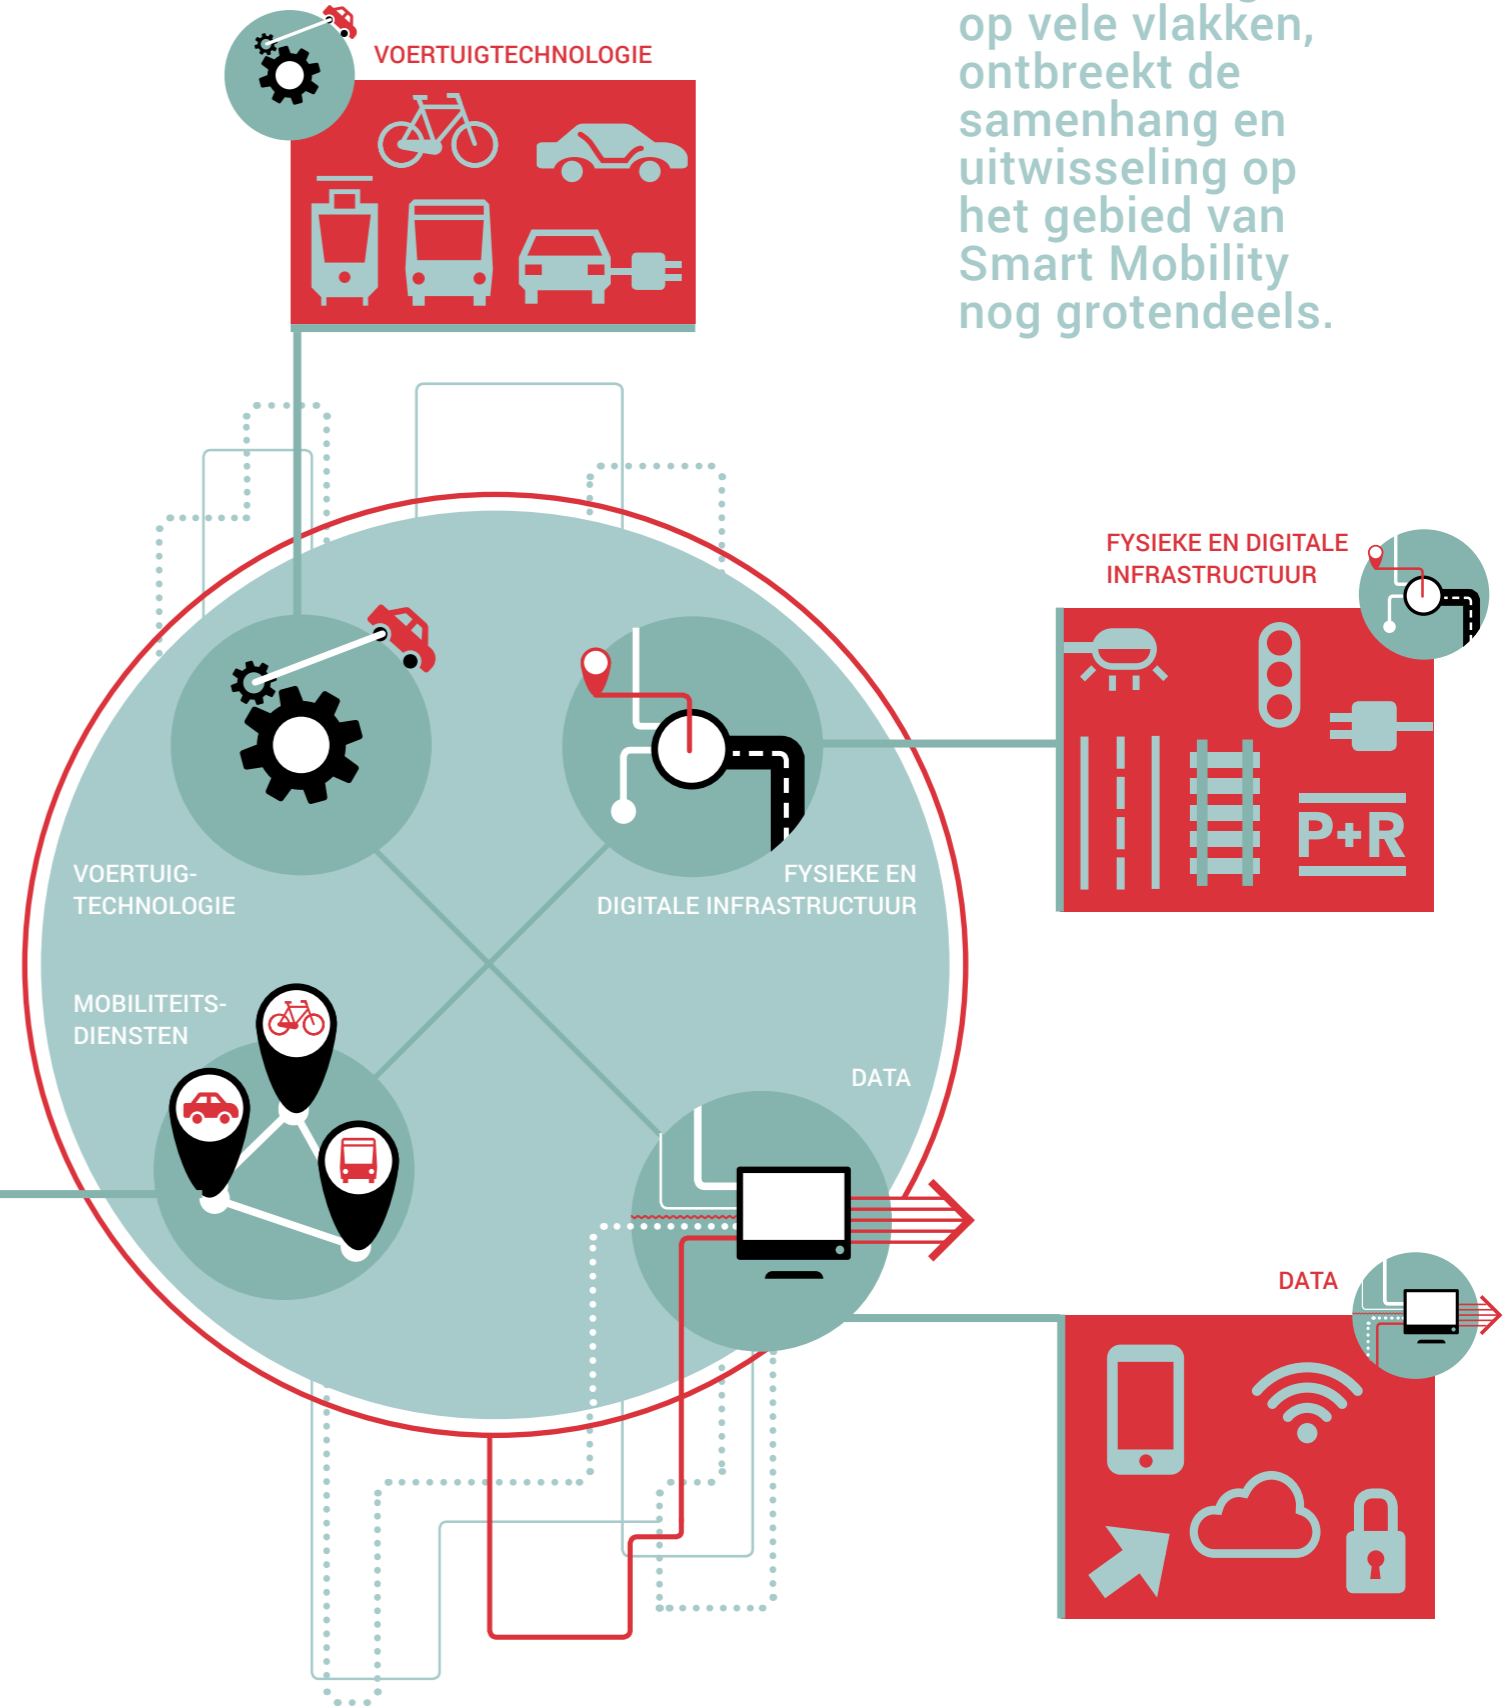 op vele vlakken,
ontbreekt de
samenhang en
uitwisseling op
het gebied van
Smart Mobility
nog grotendeels.
VOERTUIGTECHNOLOGIE
FYSIEKE EN DIGITALE
INFRASTRUCTUUR
P+R
VOERTUIG-
TECHNOLOGIE
FYSIEKE EN
DIGITALE INFRASTRUCTUUR
MOBILITEITS-
DIENSTEN
DATA
DATA